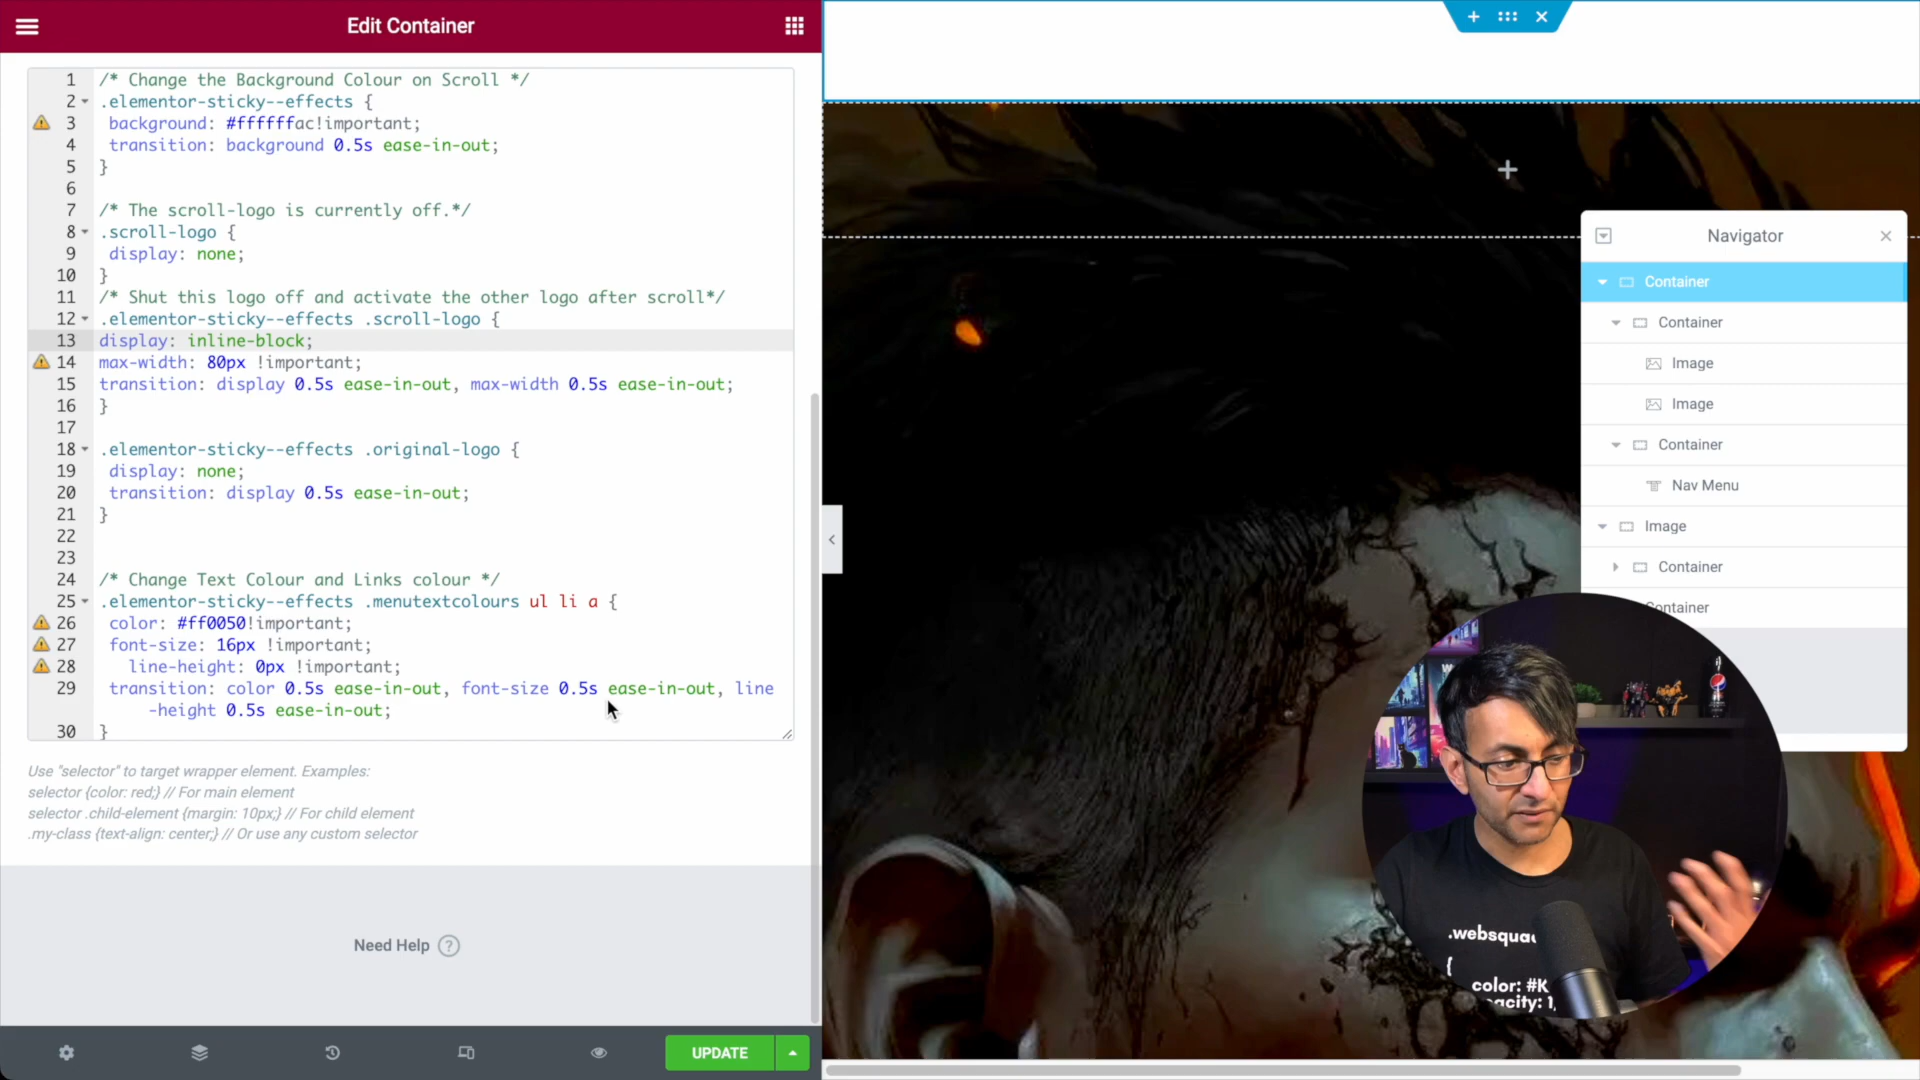 Edit Container
1 /* Change the Background Colour on Scroll */
2 .elementor-sticky--effects {
3 background: #ffffffac!important;
4 transition: background 0.5s ease-in-out;
5 }
6
7 /* The scroll-logo is currently off.*/
8 .scroll-logo {
9 display: none;
10 }
11 /* Shut this logo off and activate the other logo after scroll*/
12 .elementor-sticky--effects .scroll-logo {
13 display: inline-block;
14 max-width: 80px !important;
15 transition: display 0.5s ease-in-out, max-width 0.5s ease-in-out;
16 }
17
18 .elementor-sticky--effects .original-logo {
19 display: none;
20 transition: display 0.5s ease-in-out;
21 }
22
23
24 /* Change Text Colour and Links colour */
25 .elementor-sticky--effects .menutextcolours ul li a {
26 color: #ff0050!important;
27 font-size: 16px !important;
28 line-height: 0px !important;
29 transition: color 0.5s ease-in-out, font-size 0.5s ease-in-out, line
-height 0.5s ease-in-out;
30 }
Use "selector" to target wrapper element. Examples:
selector {color: red;} // For main element
selector .child-element {margin: 10px;} // For child element
.my-class {text-align: center;} // Or use any custom selector
Need Help ?
UPDATE
Navigator
Container
Container
Image
Image
Container
Nav Menu
Image
Container
Container
.websqua
{
color: #K
pacity: 1,